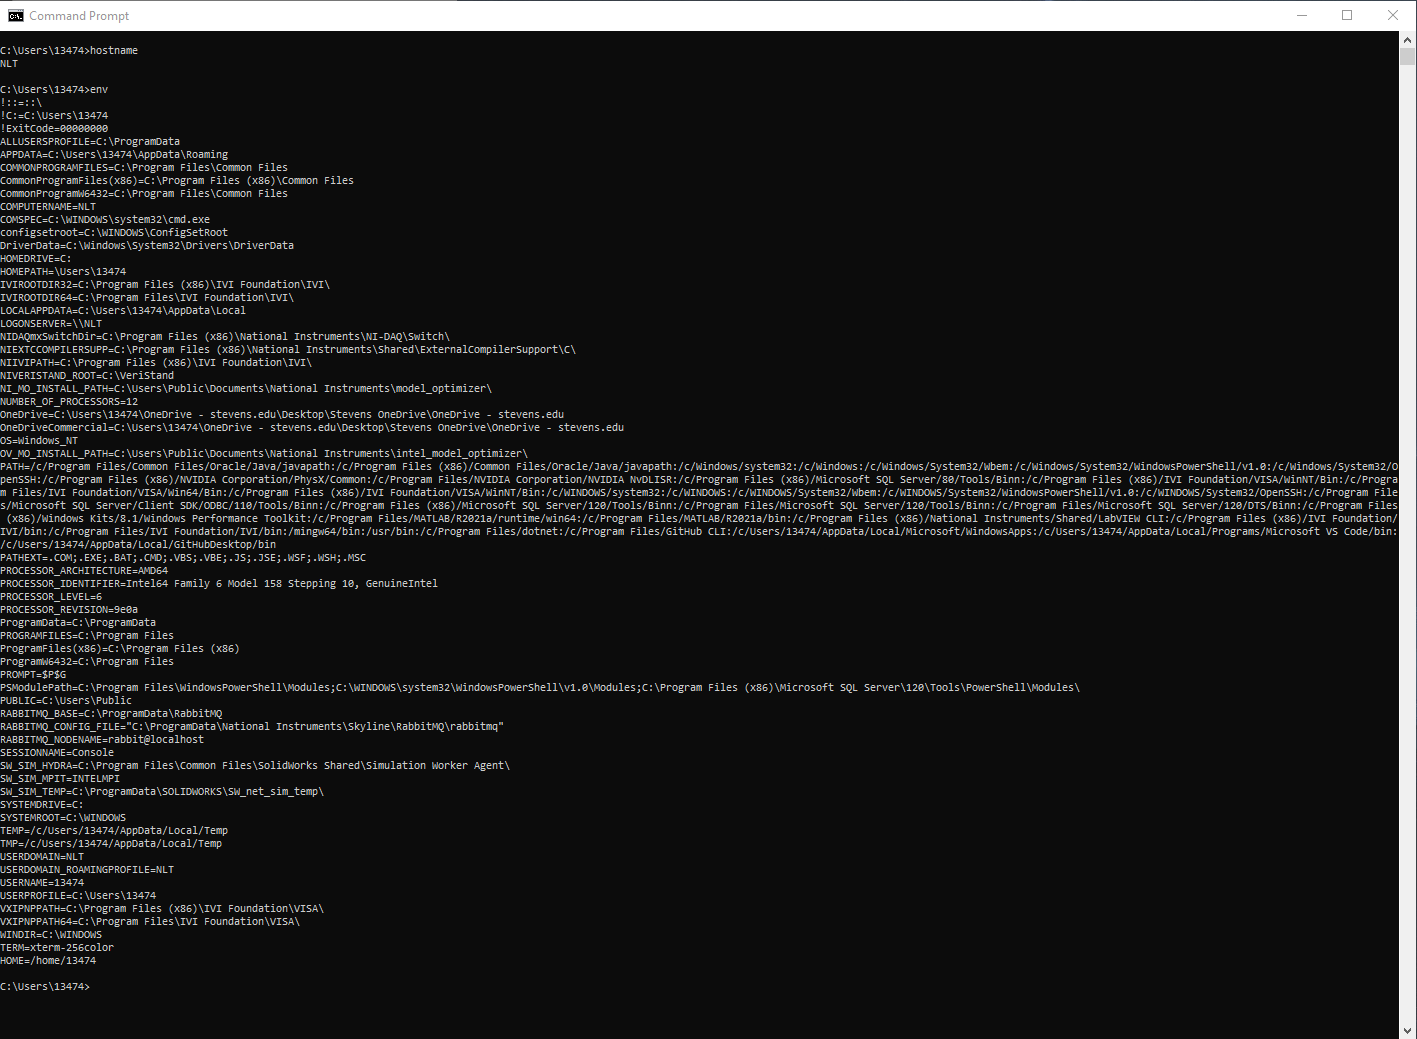 Command Prompt
C:\Users\13474>hostname
NLT
C:\Users\13474>env
!::=::\
!C:=C:\Users\13474
!ExitCode=00000000
ALLUSERSPROFILE=C:\ProgramData
APPDATA=C:\Users\13474\AppData\Roaming
COMMONPROGRAMFILES=C:\Program Files\Common Files
CommonProgramFiles(x86)=C:\Program Files (x86)\Common Files
CommonProgramW6432=C:\Program Files\Common Files
COMPUTERNAME=NLT
COMSPEC=C:\WINDOWS\system32\cmd.exe
configsetroot=C:\WINDOWS\ConfigSetRoot
DriverData=C:\Windows\System32\Drivers\DriverData
HOMEDRIVE=C:
HOMEPATH=\Users\13474
IVIROOTDIR32=C:\Program Files (x86)\IVI Foundation\IVI\
IVIROOTDIR64=C:\Program Files\IVI Foundation\IVI\
LOCALAPPDATA=C:\Users\13474\AppData\Local
LOGONSERVER=\\NLT
NIDAQmxSwitchDir=C:\Program Files (x86)\National Instruments\NI-DAQ\Switch\
NIEXTCCOMPILERSUPP=C:\Program Files (x86)\National Instruments\Shared\ExternalCompilerSupport\C\
NIIVIPATH=C:\Program Files (x86)\IVI Foundation\IVI\
NIVERISTAND_ROOT=C:\VeriStand
NI_MO_INSTALL_PATH=C:\Users\Public\Documents\National Instruments\model_optimizer\
NUMBER_OF_PROCESSORS=12
OneDrive=C:\Users\13474\OneDrive - stevens.edu\Desktop\Stevens OneDrive\OneDrive - stevens.edu
OneDriveCommercial=C:\Users\13474\OneDrive - stevens.edu\Desktop\Stevens OneDrive\OneDrive - stevens.edu
OS=Windows_NT
OV_MO_INSTALL_PATH=C:\Users\Public\Documents\National Instruments\intel_model_optimizer\
PATH=/c/Program Files/Common Files/Oracle/Java/javapath:/c/Program Files (x86)/Common Files/Oracle/Java/javapath:/c/Windows/system32:/c/Windows:/c/Windows/System32/Wbem:/c/Windows/System32/WindowsPowerShell/v1.0:/c/Windows/System32/O
penSSH:/c/Program Files (x86)/NVIDIA Corporation/PhysX/Common:/c/Program Files/NVIDIA Corporation/NVIDIA NvDLISR:/c/Program Files (x86)/Microsoft SQL Server/80/Tools/Binn:/c/Program Files (x86)/IVI Foundation/VISA/WinNT/Bin:/c/Progra
m Files/IVI Foundation/VISA/Win64/Bin:/c/Program Files (x86)/IVI Foundation/VISA/WinNT/Bin:/c/WINDOWS/system32:/c/WINDOWS:/c/WINDOWS/System32/Wbem:/c/WINDOWS/System32/WindowsPowerShell/v1.0:/c/WINDOWS/System32/OpenSSH:/c/Program File
s/Microsoft SQL Server/Client SDK/ODBC/110/Tools/Binn:/c/Program Files (x86)/Microsoft SQL Server/120/Tools/Binn:/c/Program Files/Microsoft SQL Server/120/Tools/Binn:/c/Program Files/Microsoft SQL Server/120/DTS/Binn:/c/Program Files
(x86)/Windows Kits/8.1/Windows Performance Toolkit:/c/Program Files/MATLAB/R2021a/runtime/win64:/c/Program Files/MATLAB/R2021a/bin:/c/Program Files (x86)/National Instruments/Shared/LabVIEW CLI:/c/Program Files (x86)/IVI Foundation/
IVI/bin:/c/Program Files/IVI Foundation/IVI/bin:/mingw64/bin:/usr/bin:/c/Program Files/dotnet:/c/Program Files/GitHub CLI:/c/Users/13474/AppData/Local/Microsoft/WindowsApps:/c/Users/13474/AppData/Local/Programs/Microsoft VS Code/bin:
/c/Users/13474/AppData/Local/GitHubDesktop/bin
PATHEXT=.COM;.EXE;.BAT;.CMD;.VBS;.VBE;.JS;.JSE;.WSF;.WSH;.MSC
PROCESSOR_ARCHITECTURE=AMD64
PROCESSOR_IDENTIFIER=Intel64 Family 6 Model 158 Stepping 10, GenuineIntel
PROCESSOR_LEVEL=6
PROCESSOR_REVISION=9e0a
ProgramData=C:\ProgramData
PROGRAMFILES=C:\Program Files
ProgramFiles(x86)=C:\Program Files (x86)
ProgramW6432=C:\Program Files
PROMPT=$P$G
PSModulePath=C:\Program Files\WindowsPowerShell\Modules;C:\WINDOWS\system32\WindowsPowerShell\v1.0\Modules;C:\Program Files (x86)\Microsoft SQL Server\120\Tools\PowerShell\Modules\
PUBLIC=C:\Users\Public
RABBITMQ_BASE=C:\ProgramData\RabbitMQ
RABBITMQ_CONFIG_FILE="C:\ProgramData\National Instruments\Skyline\RabbitMQ\rabbitmq"
RABBITMQ_NODENAME=rabbit@localhost
SESSIONNAME=Console
SW_SIM_HYDRA=C:\Program Files\Common Files\SolidWorks Shared\Simulation Worker Agent\
SW_SIM_MPIT=INTELMPI
SW_SIM_TEMP=C:\ProgramData\SOLIDWORKS\SW_net_sim_temp\
SYSTEMDRIVE=C:
SYSTEMROOT=C:\WINDOWS
TEMP=/c/Users/13474/AppData/Local/Temp
TMP=/c/Users/13474/AppData/Local/Temp
USERDOMAIN=NLT
USERDOMAIN_ROAMINGPROFILE=NLT
USERNAME=13474
USERPROFILE=C:\Users\13474
VXIPNPPATH=C:\Program Files (x86)\IVI Foundation\VISA\
VXIPNPPATH64=C:\Program Files\IVI Foundation\VISA\
WINDIR=C:\WINDOWS
TERM=xterm-256color
HOME=/home/13474
C:\Users\13474>